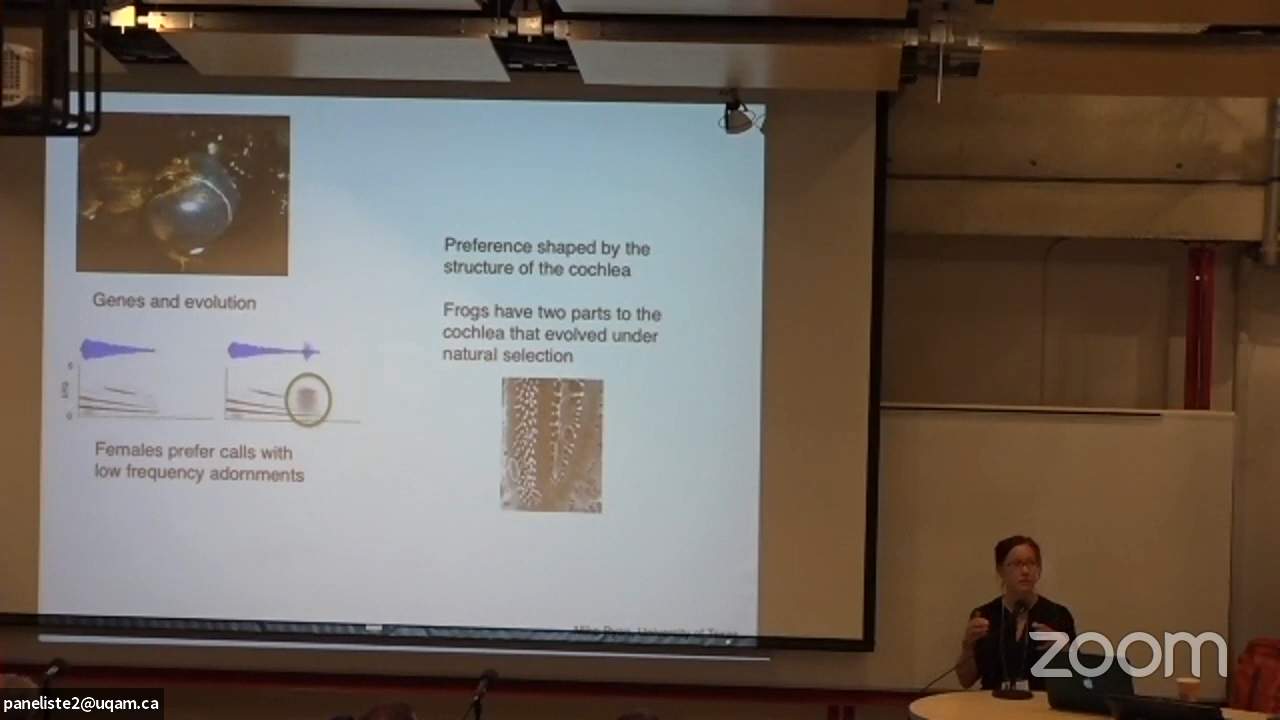 Genes and evolution
Females prefer calls with
low frequency adornments
Preference shaped by the
structure of the cochlea
Frogs have two parts to the
cochlea that evolved under
natural selection
zoom
paneliste2@uqam.ca